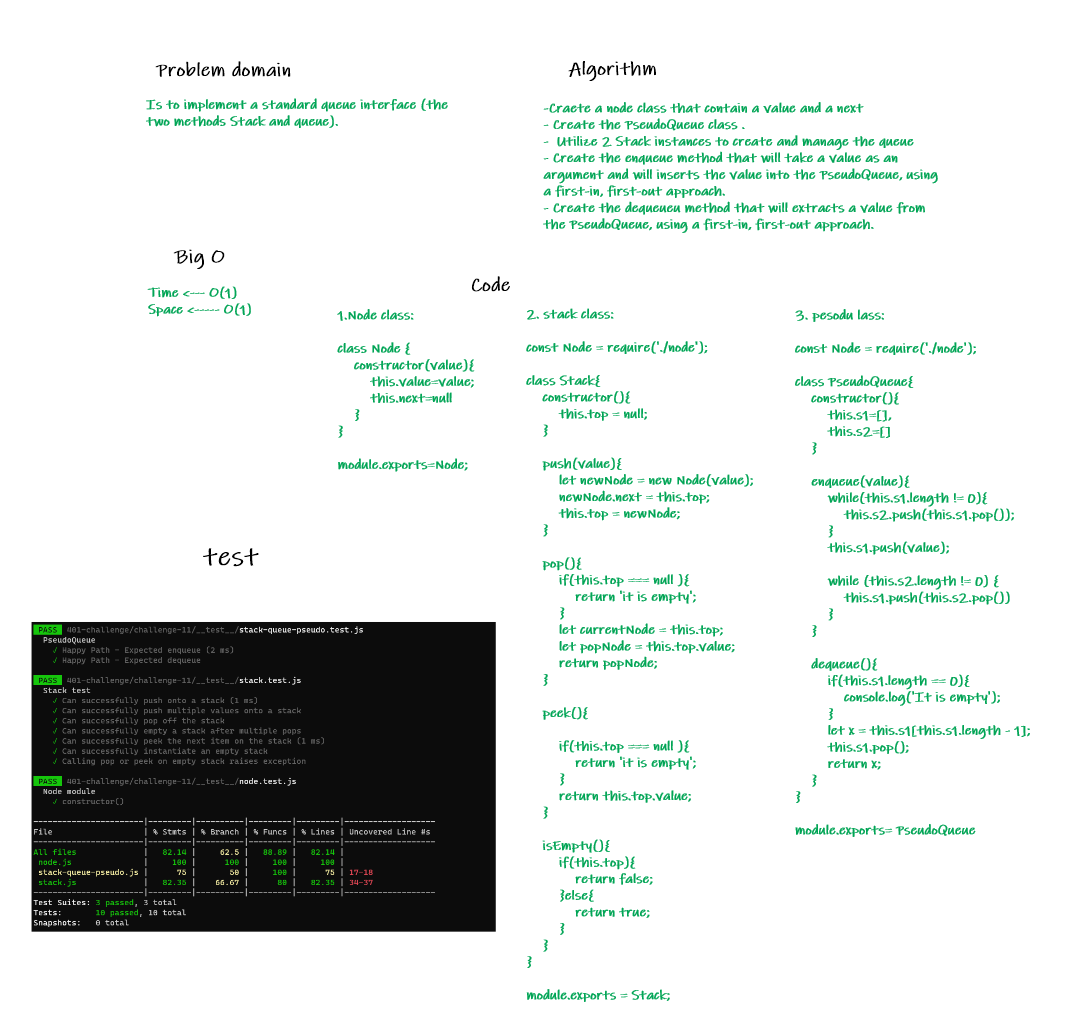 Problem domain
Is to implement a standard queue interface (the
two methods Stack and queue).
Algorithm
-Craete a node class that contain a value and a next
- Create the PseudoQueue class .
-  Utilize 2 Stack instances to create and manage the queue
- Create the enqueue method that will take a value as an
argument and will inserts the value into the PseudoQueue, using
a first-in, first-out approach.
- Create the dequeueu method that will extracts a value from
the PseudoQueue, using a first-in, first-out approach.
Big O
Time <--- O(1)
Space <----- O(1)
Code
1.Node class:
class Node {
constructor(value){
this.value=value;
this.next=null
}
}
module.exports=Node;
2. stack class:
const Node = require('./node');
class Stack{
constructor(){
this.top = null;
}
push(value){
let newNode = new Node(value);
newNode.next = this.top;
this.top = newNode;
}
pop(){
if(this.top === null ){
return 'it is empty';
}
let currentNode = this.top;
let popNode = this.top.value;
return popNode;
}
peek(){
if(this.top === null ){
return 'it is empty';
}
return this.top.value;
}
isEmpty(){
if(this.top){
return false;
}else{
return true;
}
}
}
module.exports = Stack;
3. pesodu lass:
const Node = require('./node');
class PseudoQueue{
constructor(){
this.s1=[],
this.s2=[]
}
enqueue(value){
while(this.s1.length != 0){
this.s2.push(this.s1.pop());
}
this.s1.push(value);
while (this.s2.length != 0) {
this.s1.push(this.s2.pop())
}
}
dequeue(){
if(this.s1.length == 0){
console.log('It is empty');
}
let x = this.s1[this.s1.length - 1];
this.s1.pop();
return x;
}
}
module.exports= PseudoQueue
test
PASS 401-challenge/challenge-11/__test__/stack-queue-pseudo.test.js
PseudoQueue
√ Happy Path - Expected enqueue (2 ms)
√ Happy Path - Expected dequeue
PASS 401-challenge/challenge-11/__test__/stack.test.js
Stack test
√ Can successfully push onto a stack (1 ms)
√ Can successfully push multiple values onto a stack
√ Can successfully pop off the stack
√ Can successfully empty a stack after multiple pops
√ Can successfully peek the next item on the stack (1 ms)
√ Can successfully instantiate an empty stack
√ Calling pop or peek on empty stack raises exception
PASS 401-challenge/challenge-11/__test__/node.test.js
Node module
√ constructor()
-----------------------|---------|----------|---------|---------|-------------------
File | % Stmts | % Branch | % Funcs | % Lines | Uncovered Line #s
-----------------------|---------|----------|---------|---------|-------------------
All files | 82.14 | 62.5 | 88.89 | 82.14 |
node.js | 100 | 100 | 100 | 100 |
stack-queue-pseudo.js | 75 | 50 | 100 | 75 | 17-18
stack.js | 82.35 | 66.67 | 80 | 82.35 | 34-37
-----------------------|---------|----------|---------|---------|-------------------
Test Suites: 3 passed, 3 total
Tests: 10 passed, 10 total
Snapshots: 0 total